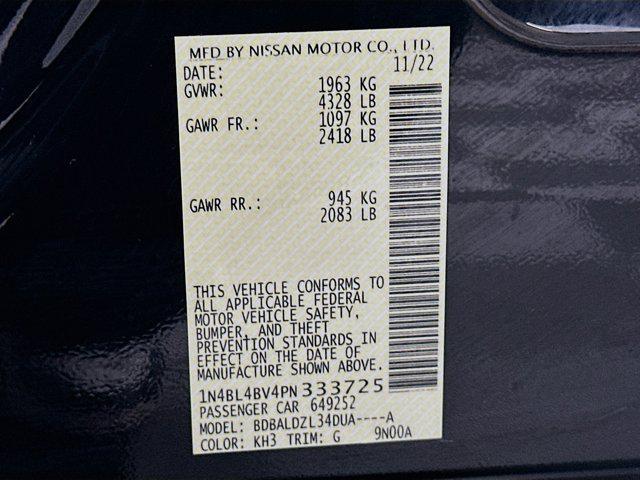 MFD BY NISSAN MOTOR CO., LTD.
DATE: 11/22
GVWR: 1963 KG
4328 LB
GAWR FR.: 1097 KG
2418 LB
GAWR RR.: 945 KG
2083 LB
THIS VEHICLE CONFORMS TO
ALL APPLICABLE FEDERAL
MOTOR VEHICLE SAFETY,
BUMPER, AND THEFT
PREVENTION STANDARDS IN
EFFECT ON THE DATE OF
MANUFACTURE SHOWN ABOVE.
1N4BL4BV4PN333725
PASSENGER CAR 649252
MODEL: BDBALDZL34DUA----A
COLOR: KH3 TRIM: G 9N00A